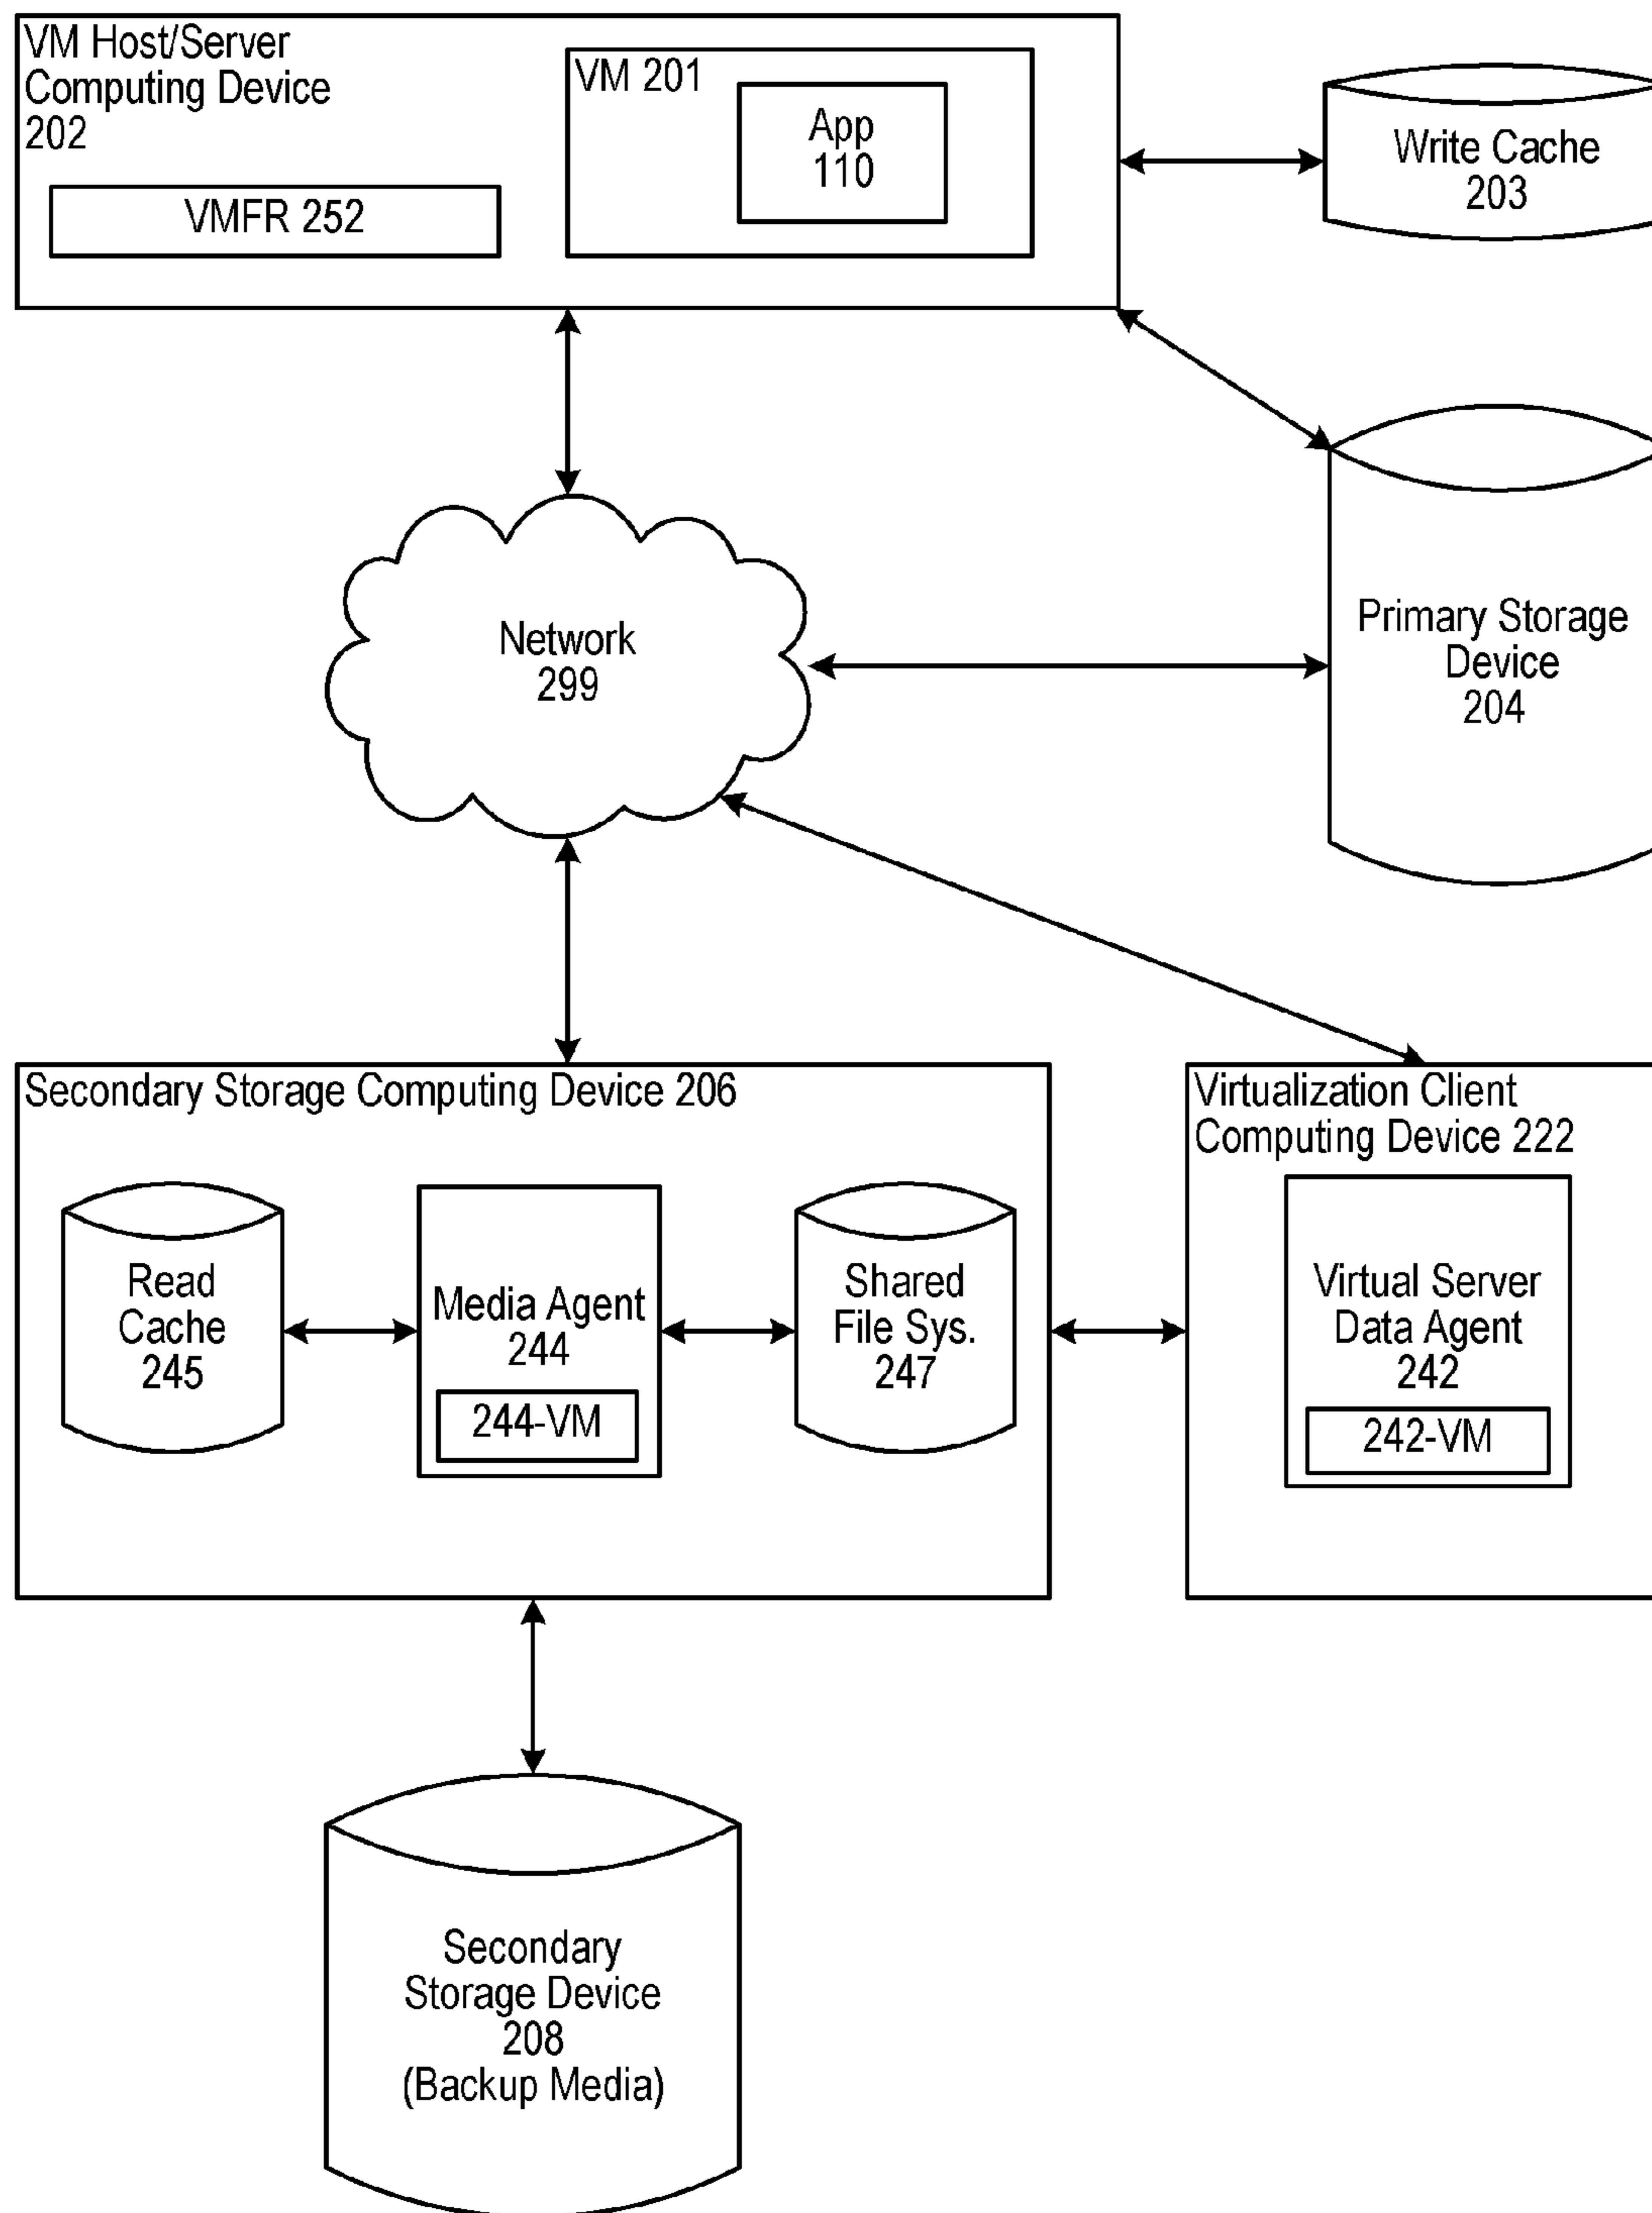 VM Host/Server
Computing Device
202
VMFR 252
VM 201
App
110
Write Cache
203
Network
299
Primary Storage
Device
204
Secondary Storage Computing Device 206
Read
Cache
245
Media Agent
244
244-VM
Shared
File Sys.
247
Virtualization Client
Computing Device 222
Virtual Server
Data Agent
242
242-VM
Secondary
Storage Device
208
(Backup Media)